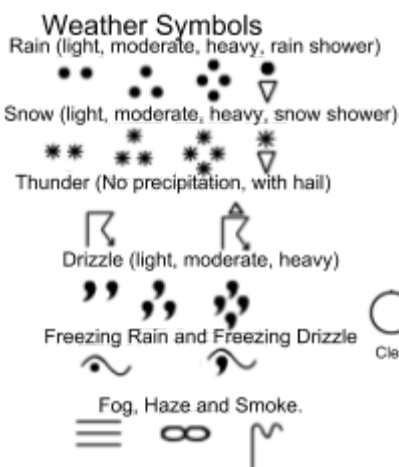 Weather Symbols
Rain (light, moderate, heavy, rain shower)
Snow (light, moderate, heavy, snow shower)
Thunder (No precipitation, with hail)
Drizzle (light, moderate, heavy)
Freezing Rain and Freezing Drizzle
Cle
Fog, Haze and Smoke.